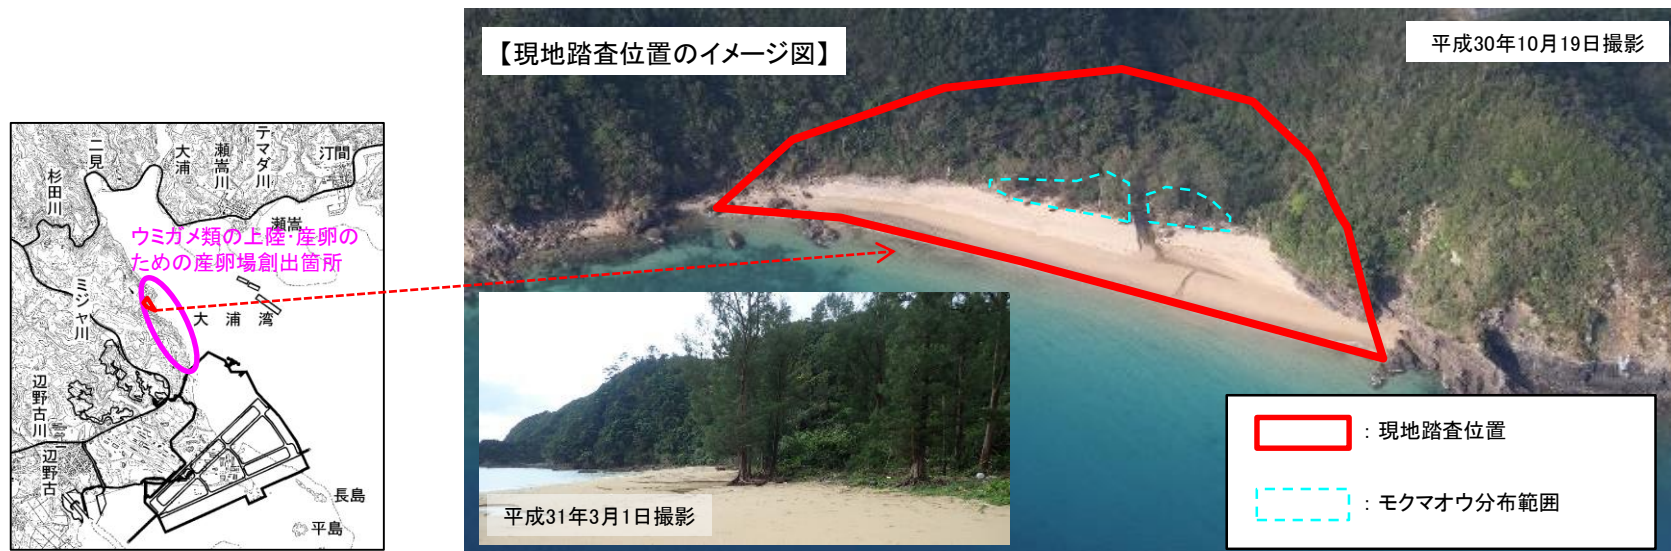 【現地踏査位置のイメージ図】
平成30年10月19日撮影
二見
杉田川
大浦
瀬嵩川
テマダ川
汀間
瀬嵩
ウミガメ類の上陸・産卵の
ための産卵場創出箇所
ミジャ川
大浦湾
辺野古川
辺野古
長島
平島
平成31年3月1日撮影
：現地踏査位置
：モクマオウ分布範囲